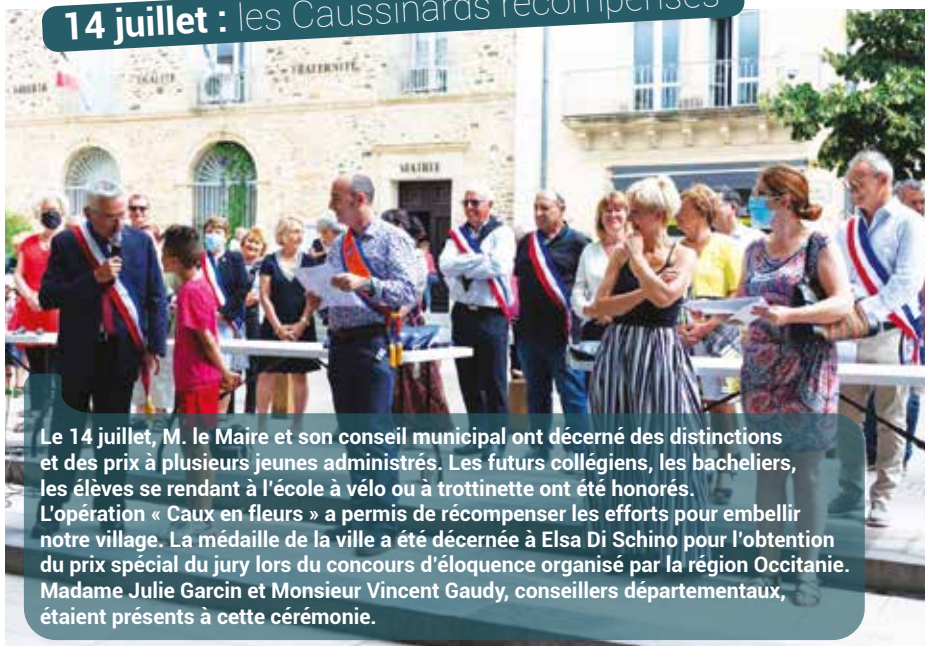 14 juillet : les Caussinards récompensés
LIBERTÉ ÉGALITÉ FRATERNITÉ
MAIRIE
Le 14 juillet, M. le Maire et son conseil municipal ont décerné des distinctions
et des prix à plusieurs jeunes administrés. Les futurs collégiens, les bacheliers,
les élèves se rendant à l'école à vélo ou à trottinette ont été honorés.
L'opération « Caux en fleurs » a permis de récompenser les efforts pour embellir
notre village. La médaille de la ville a été décernée à Elsa Di Schino pour l'obtention
du prix spécial du jury lors du concours d'éloquence organisé par la région Occitanie.
Madame Julie Garcin et Monsieur Vincent Gaudy, conseillers départementaux,
étaient présents à cette cérémonie.